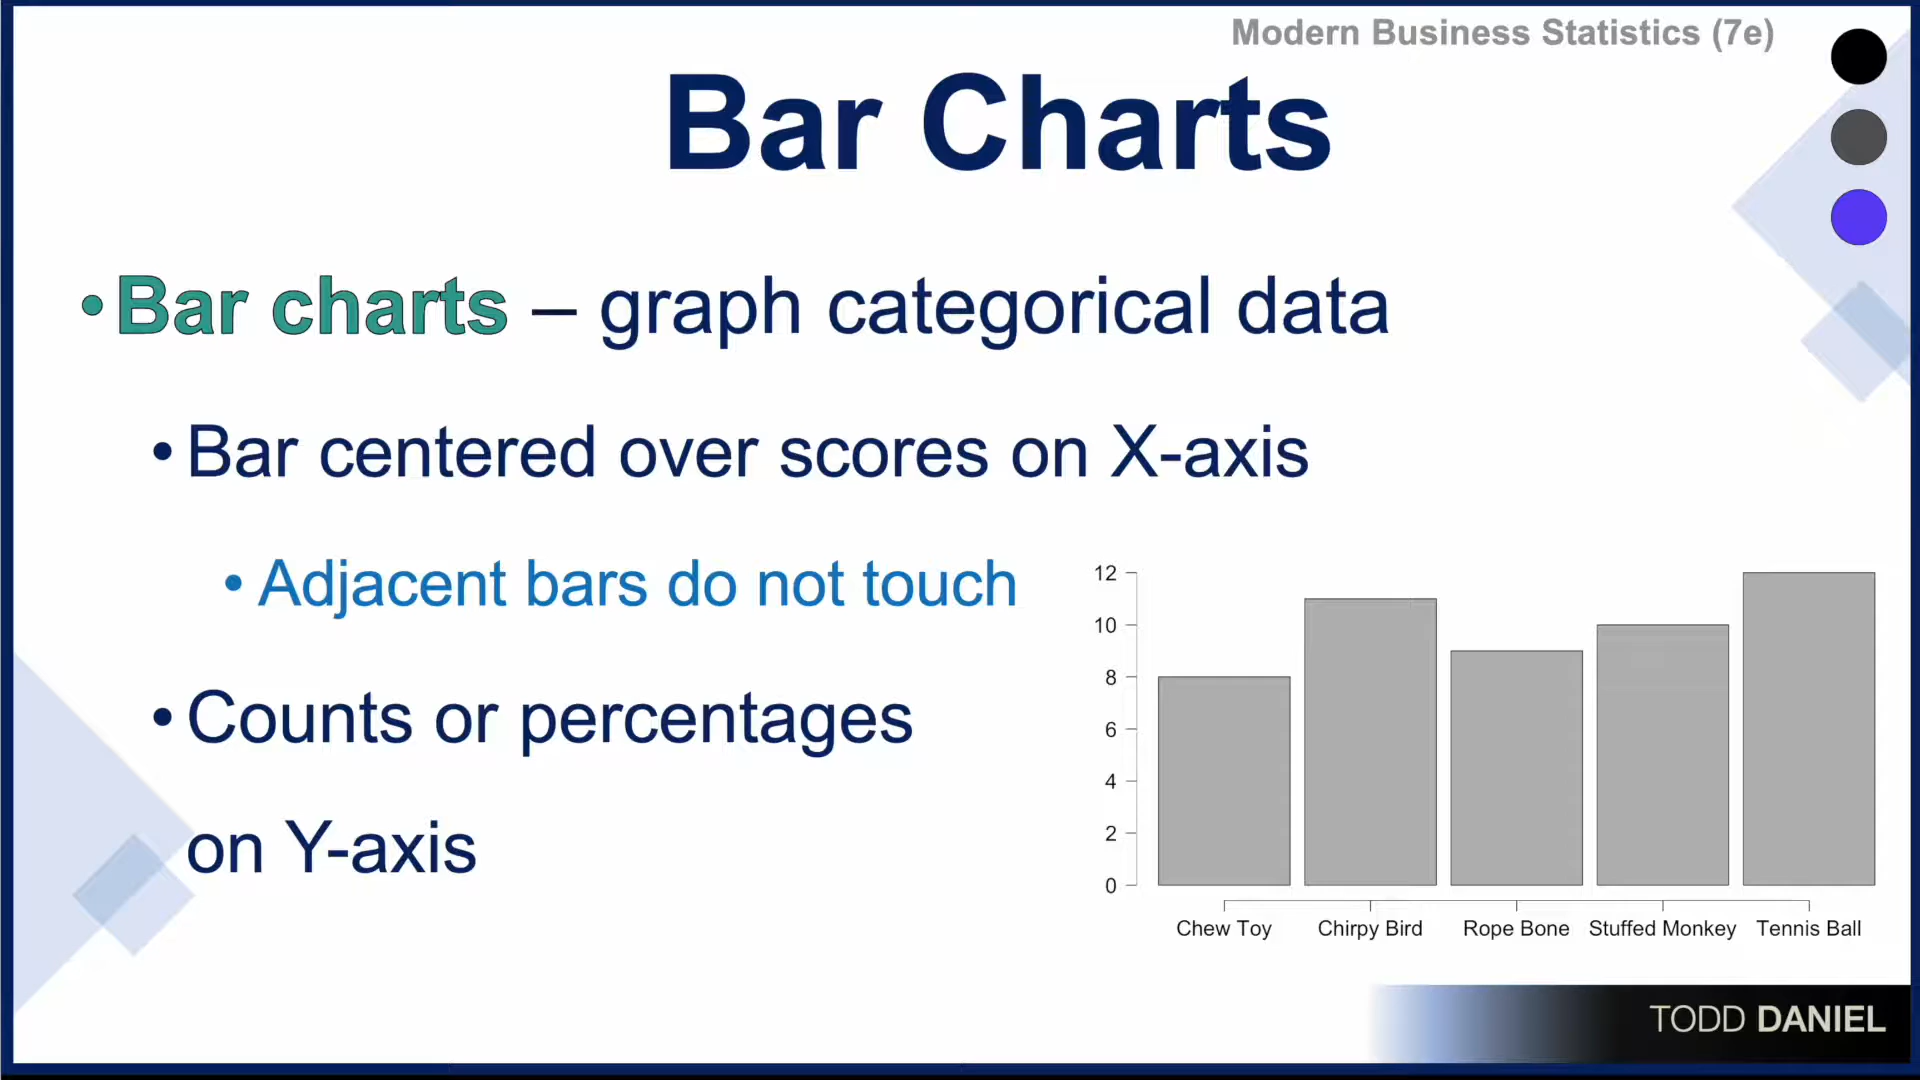 Modern Business Statistics (7e)
Bar Charts
•Bar charts – graph categorical data
•Bar centered over scores on X-axis
•Adjacent bars do not touch
•Counts or percentages
on Y-axis
12
10
8
6
4
2
0
Chew Toy Chirpy Bird Rope Bone Stuffed Monkey Tennis Ball
TODD DANIEL